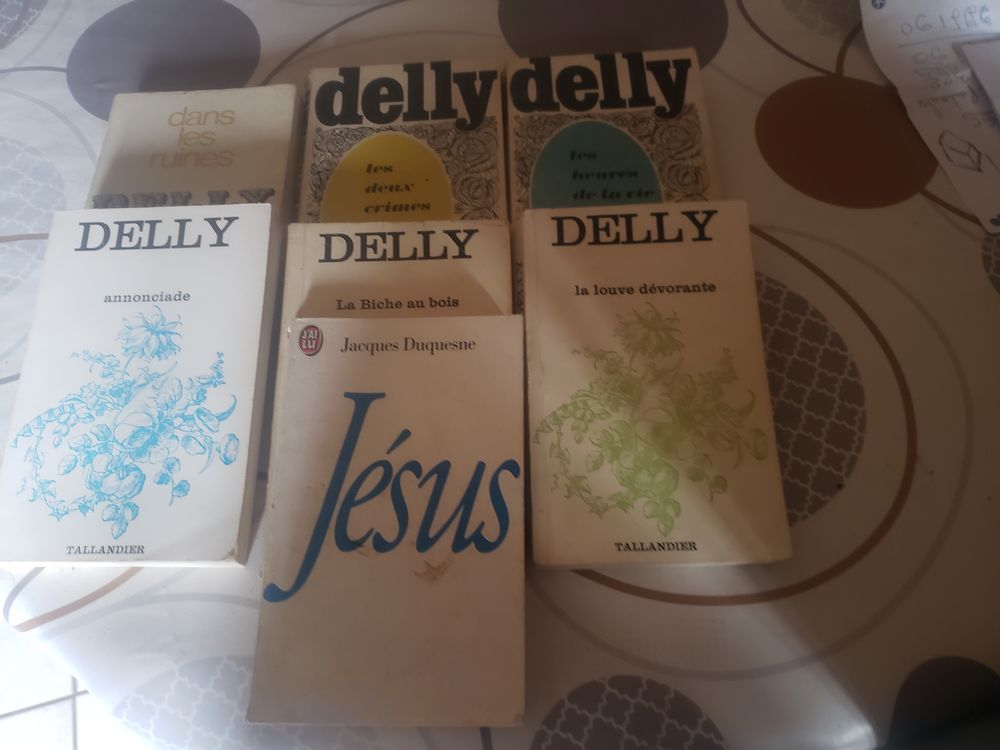 dans
les
ruines
DELLY
delly
les
deux
crimes
delly
les
heures
de la vie
DELLY
annonciade
TALLANDIER
DELLY
La Biche au bois
DELLY
la louve dévorante
TALLANDIER
J'AI
LU
Jacques Duquesne
Jésus